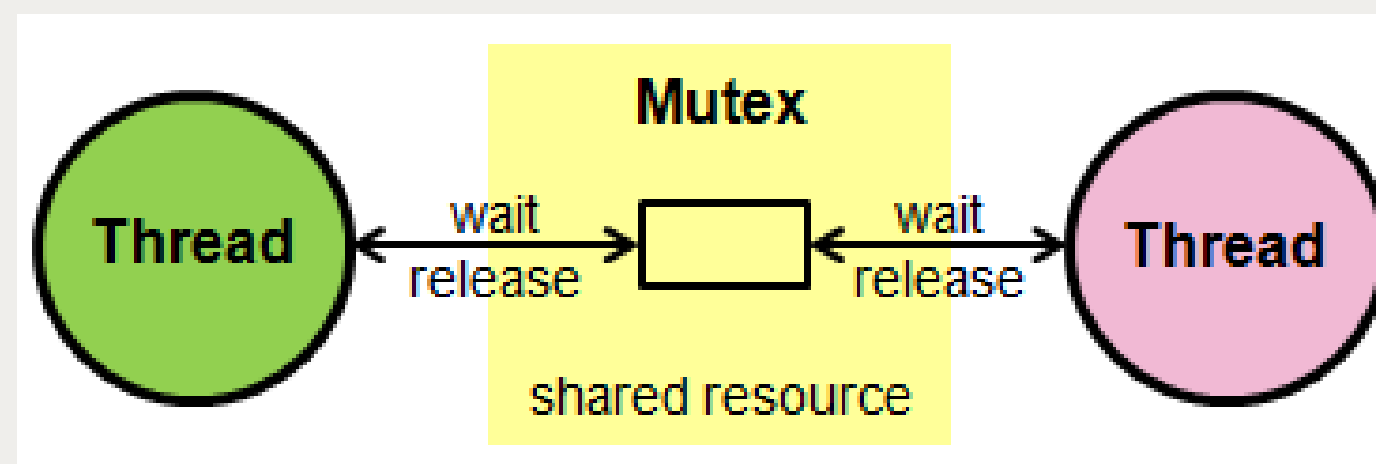 Mutex
Thread
wait
release
wait
release
Thread
shared resource